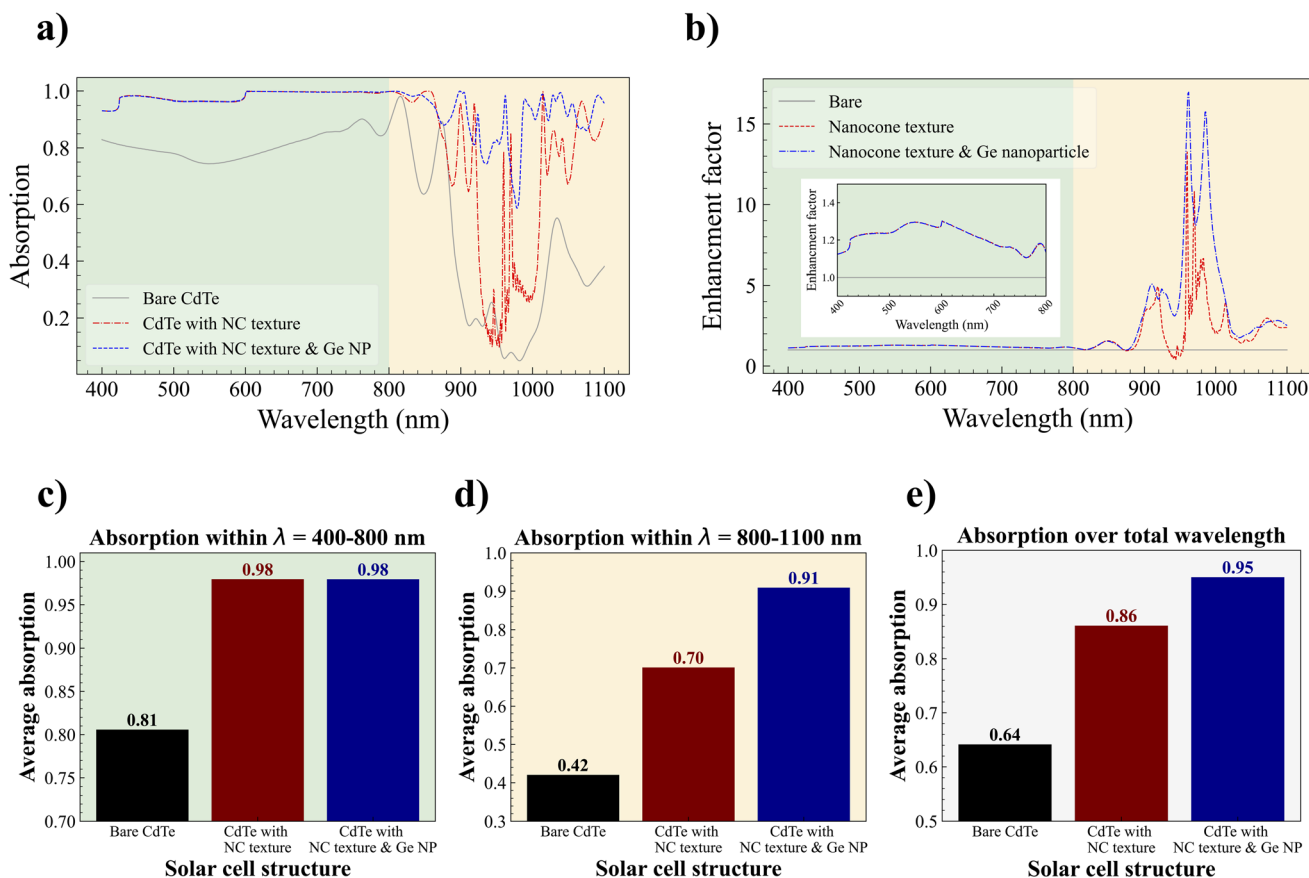 a)
Absorption
1.0
0.8
0.6
0.4
0.2
Bare CdTe
CdTe with NC texture
CdTe with NC texture & Ge NP
400 500 600 700 800 900 1000 1100
Wavelength (nm)
b)
Enhancment factor
15
10
5
0
Bare
Nanocone texture
Nanocone texture & Ge nanoparticle
Enhancment factor
1.4
1.2
1.0
400 500 600 700 800
Wavelength (nm)
400 500 600 700 800 900 1000 1100
Wavelength (nm)
c)
Absorption within λ = 400-800 nm
Average absorption
1.00
0.95
0.90
0.85
0.80
0.75
0.70
0.81
0.98
0.98
Bare CdTe
CdTe with
NC texture
CdTe with
NC texture & Ge NP
Solar cell structure
d)
Absorption within λ = 800-1100 nm
Average absorption
0.9
0.8
0.7
0.6
0.5
0.4
0.3
0.42
0.70
0.91
Bare CdTe
CdTe with
NC texture
CdTe with
NC texture & Ge NP
Solar cell structure
e)
Absorption over total wavelength
Average absorption
1.0
0.9
0.8
0.7
0.6
0.5
0.64
0.86
0.95
Bare CdTe
CdTe with
NC texture
CdTe with
NC texture & Ge NP
Solar cell structure